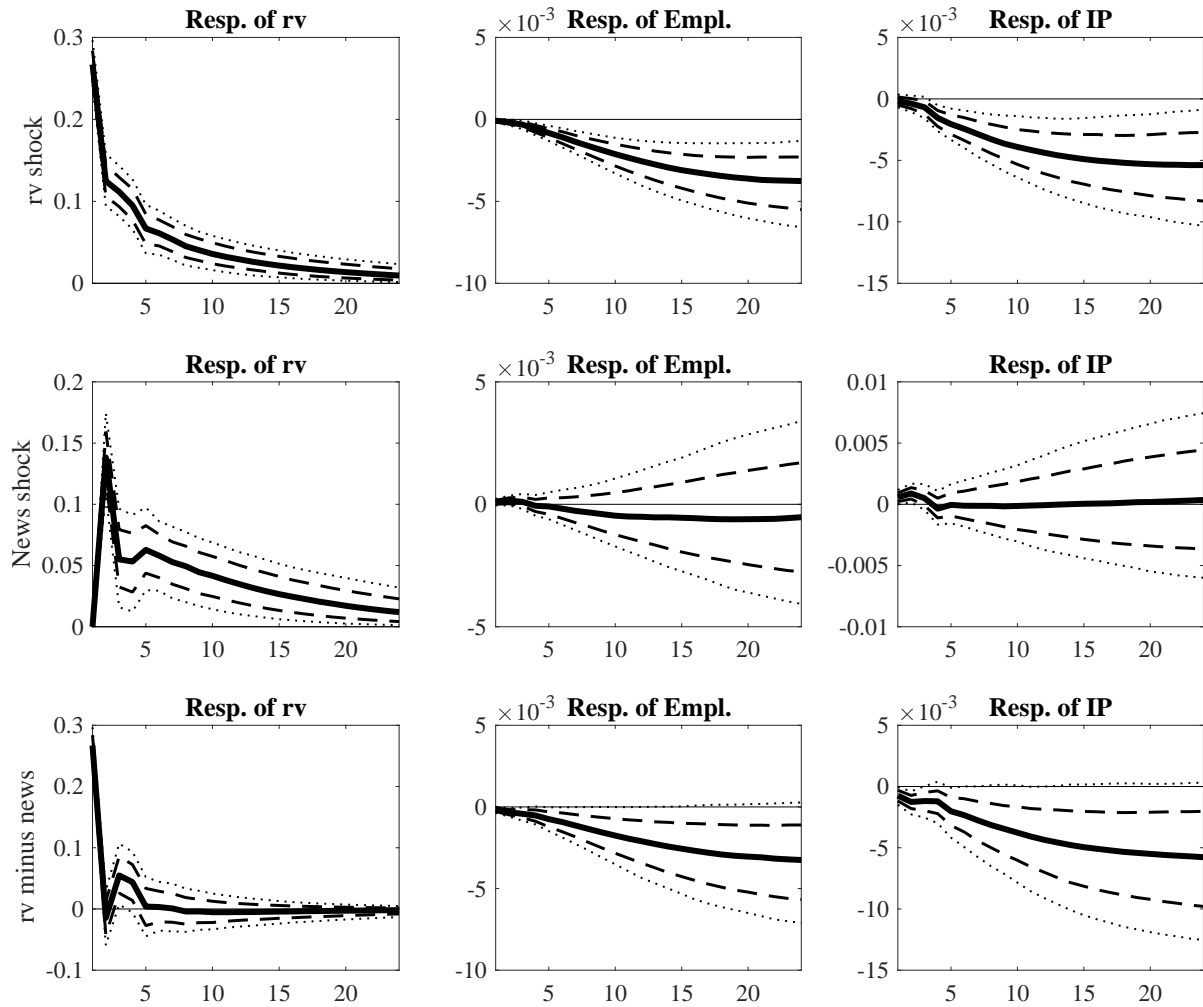 Resp. of rv
rv shock
0.3
0.2
0.1
0
5 10 15 20
×10-3 Resp. of Empl.
5
0
-5
-10
5 10 15 20
×10-3 Resp. of IP
5
0
-5
-10
-15
5 10 15 20
Resp. of rv
News shock
0.2
0.15
0.1
0.05
0
5 10 15 20
×10-3 Resp. of Empl.
5
0
-5
5 10 15 20
Resp. of IP
0.01
0.005
0
-0.005
-0.01
5 10 15 20
Resp. of rv
rv minus news
0.3
0.2
0.1
0
-0.1
5 10 15 20
×10-3 Resp. of Empl.
5
0
-5
-10
5 10 15 20
×10-3 Resp. of IP
5
0
-5
-10
-15
5 10 15 20